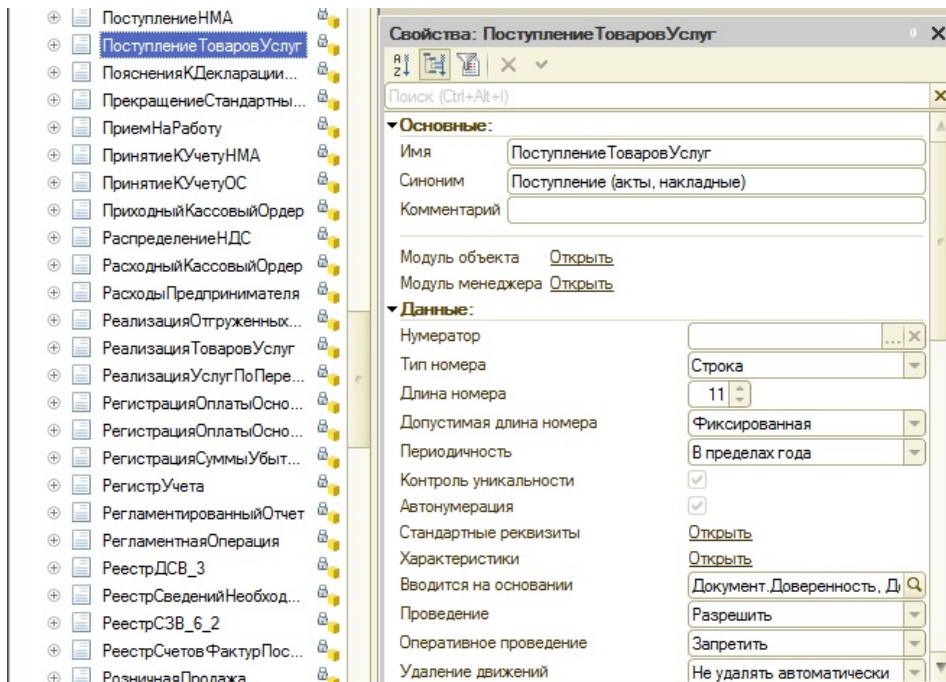 ПоступлениеНМА
ПоступлениеТоваровУслуг
ПоясненияКДекларации...
ПрекращениеСтандартны...
ПриемНаРаботу
ПринятиеКУчетуНМА
ПринятиеКУчетуОС
ПриходныйКассовыйОрдер
РаспределениеНДС
РасходныйКассовыйОрдер
РасходыПредпринимателя
РеализацияОтгруженных...
РеализацияТоваровУслуг
РеализацияУслугПоПере...
РегистрацияОплатыОсно...
РегистрацияОплатыОсно...
РегистрацияСуммыУбыт...
РегистрУчета
РегламентированныйОтчет
РегламентнаяОперация
РеестрДСВ_3
РеестрСведенийНеобход...
РеестрСЗВ_6_2
РеестрСчетовФактурПос...
РозничнаяПродажа
Свойства: ПоступлениеТоваровУслуг
Поиск (Ctrl+Alt+I)
Основные:
Имя ПоступлениеТоваровУслуг
Синоним Поступление (акты, накладные)
Комментарий
Модуль объекта Открыть
Модуль менеджера Открыть
Данные:
Нумератор ...
Тип номера Строка
Длина номера 11
Допустимая длина номера Фиксированная
Периодичность В пределах года
Контроль уникальности
Автонумерация
Стандартные реквизиты Открыть
Характеристики Открыть
Вводится на основании Документ.Доверенность, До
Проведение Разрешить
Оперативное проведение Запретить
Удаление движений Не удалять автоматически